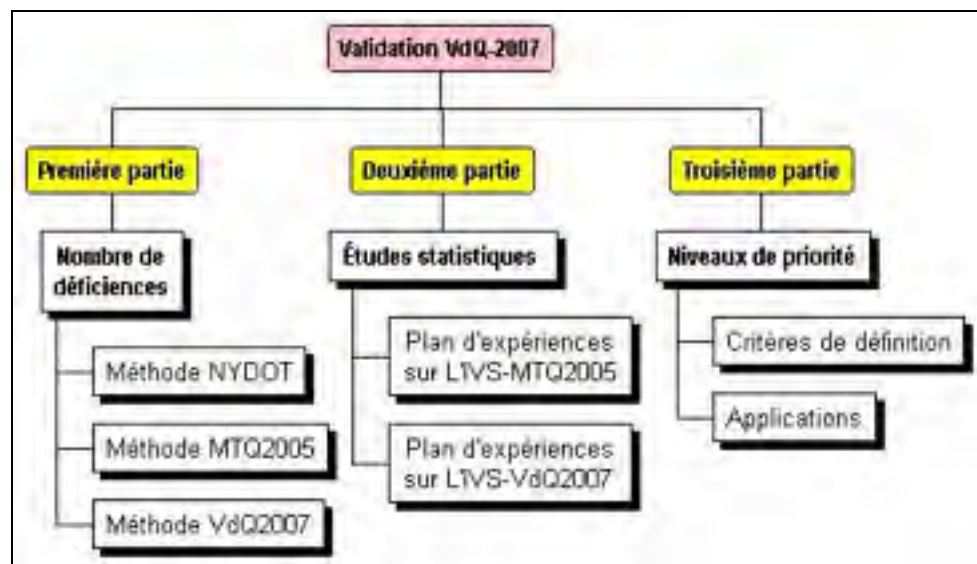 Validation VdQ-2007
Première partie
Deuxième partie
Troisième partie
Nombre de
déficiences
Études statistiques
Niveaux de priorité
Méthode NYDOT
Méthode MTQ2005
Méthode VdQ2007
Plan d'expériences
sur L'IVS-MTQ2005
Plan d'expériences
sur L'IVS-VdQ2007
Critères de définition
Applications